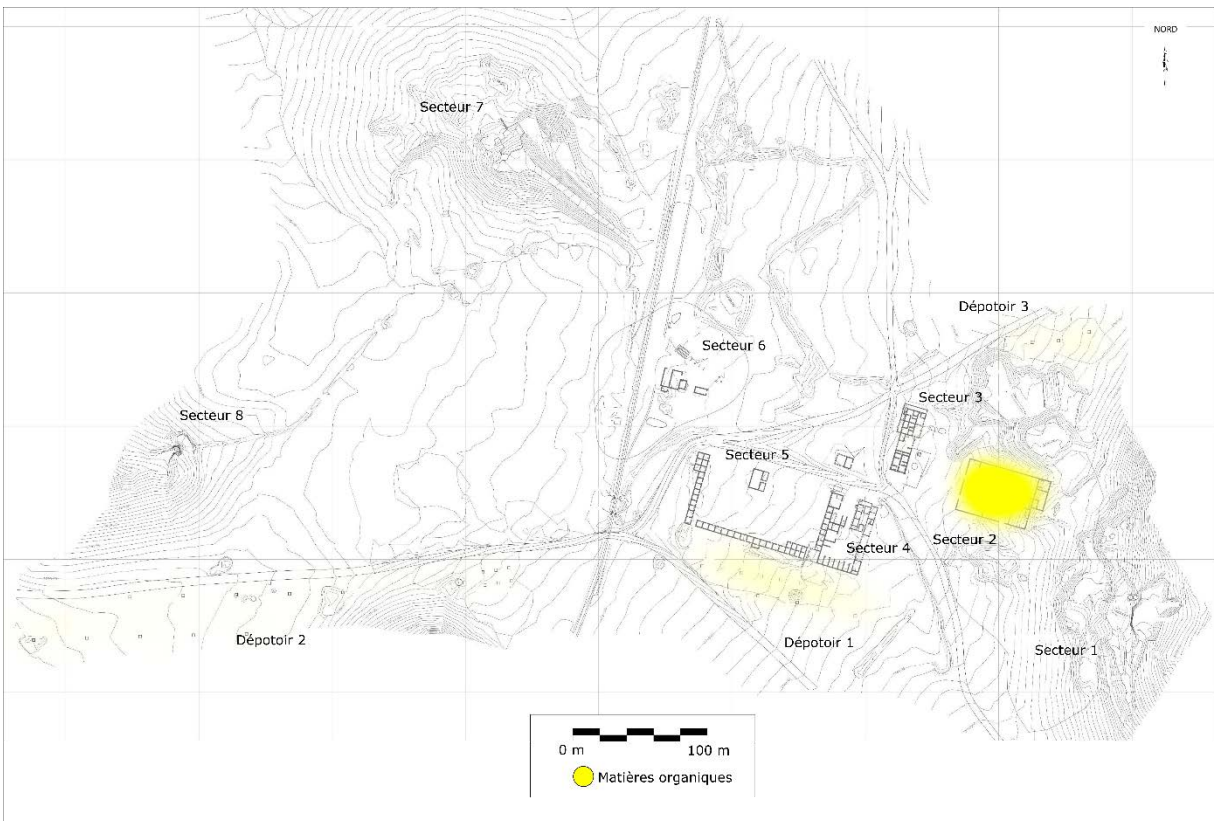 NORD
Secteur 7
Dépotoir 3
Secteur 6
Secteur 3
Secteur 8
Secteur 5
Secteur 4
Secteur 2
Dépotoir 2
Dépotoir 1
Secteur 1
0 m 100 m
Matières organiques